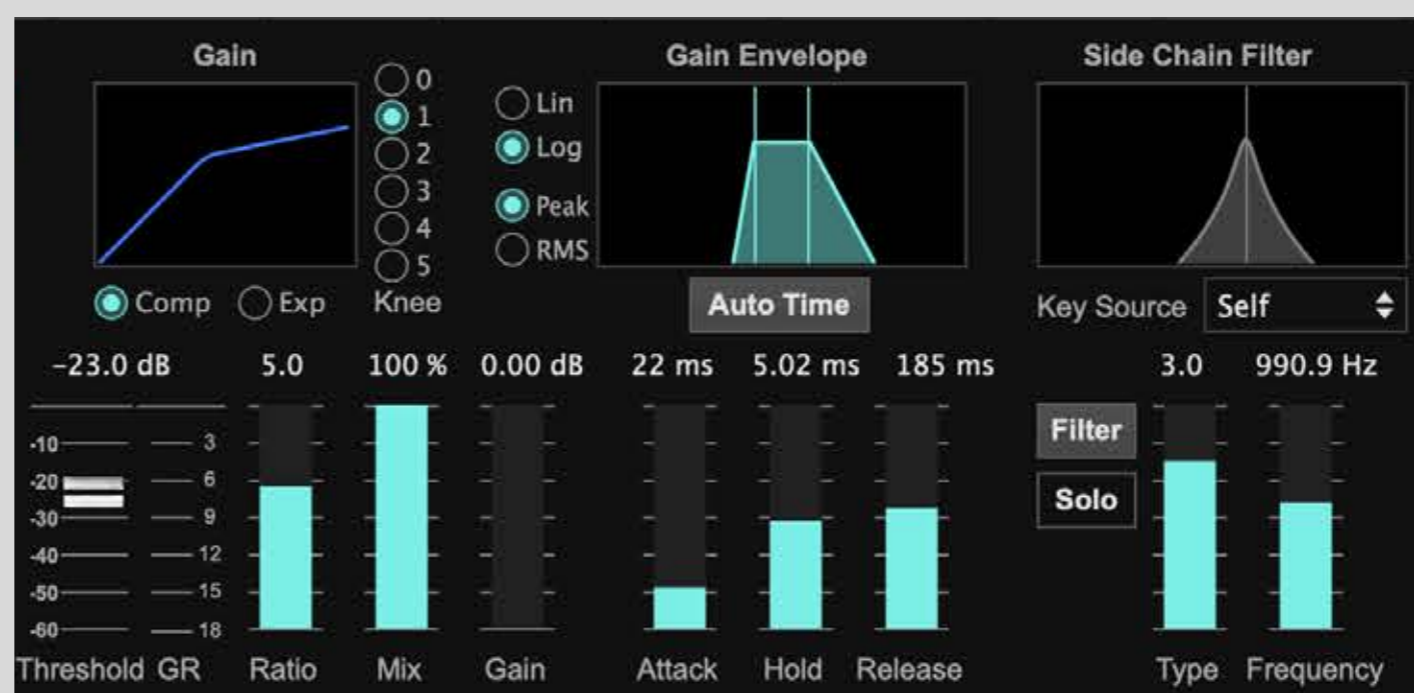 Gain
0
1
2
3
4
5
Knee
Comp Exp
Lin
Log
Peak
RMS
Gain Envelope
Auto Time
Side Chain Filter
Key Source Self
-23.0 dB 5.0 100 % 0.00 dB 22 ms 5.02 ms 185 ms 3.0 990.9 Hz
-10 3
-20 6
-30 9
-40 12
-50 15
-60 18
Filter
Solo
Threshold GR Ratio Mix Gain Attack Hold Release Type Frequency